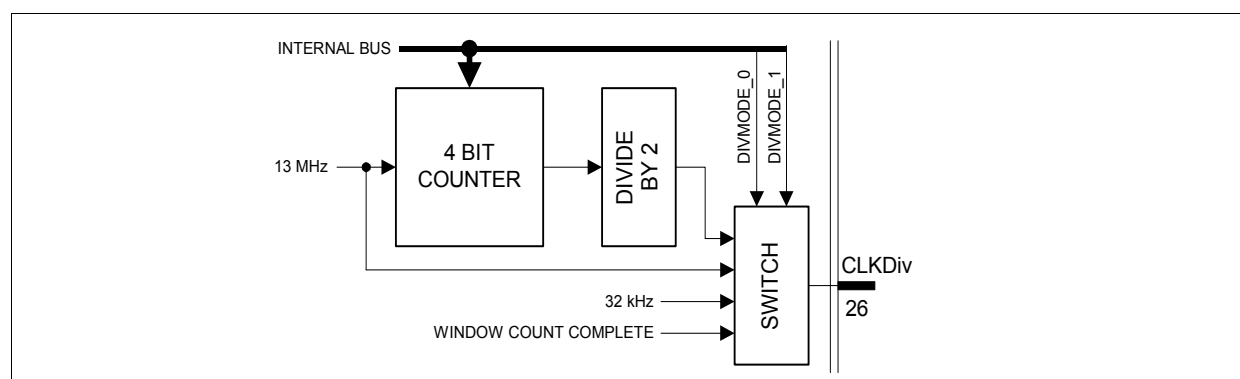 INTERNAL BUS
DIVMODE_0
DIVMODE_1
4 BIT
COUNTER
DIVIDE
BY 2
13 MHz
SWITCH
CLKDiv
26
32 kHz
WINDOW COUNT COMPLETE